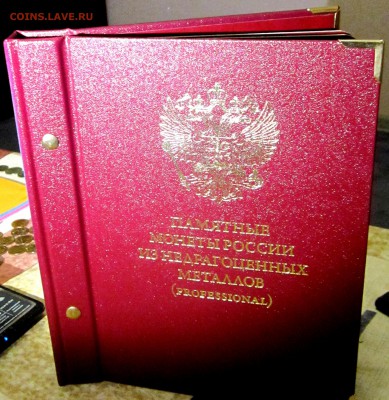 COINS.LAVE.RU
ПАМЯТНЫЕ
МОНЕТЫ РОССИИ
ИЗ НЕДРАГОЦЕННЫХ
МЕТАЛЛОВ
(PROFESSIONAL)